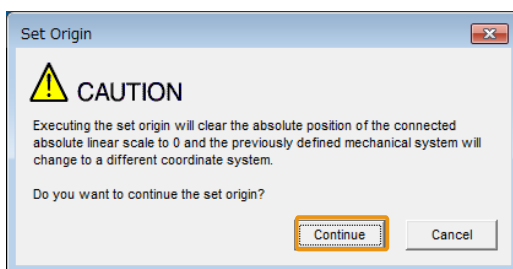 Set Origin
CAUTION
Executing the set origin will clear the absolute position of the connected
absolute linear scale to 0 and the previously defined mechanical system will
change to a different coordinate system.
Do you want to continue the set origin?
Continue
Cancel